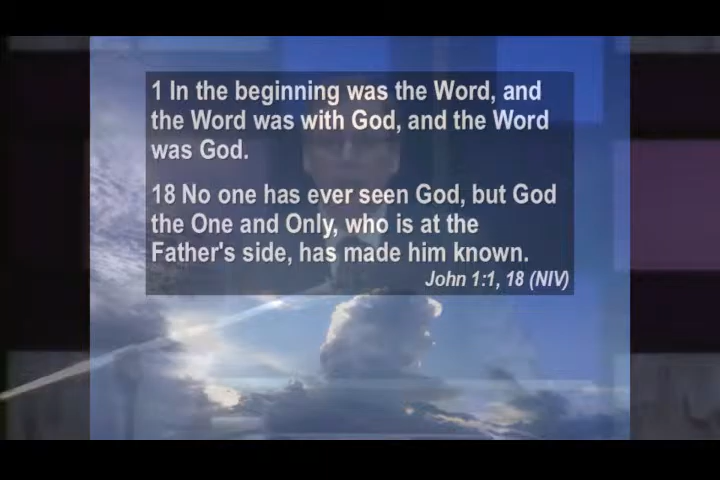 1 In the beginning was the Word, and
the Word was with God, and the Word
was God.
18 No one has ever seen God, but God
the One and Only, who is at the
Father's side, has made him known.
John 1:1, 18 (NIV)